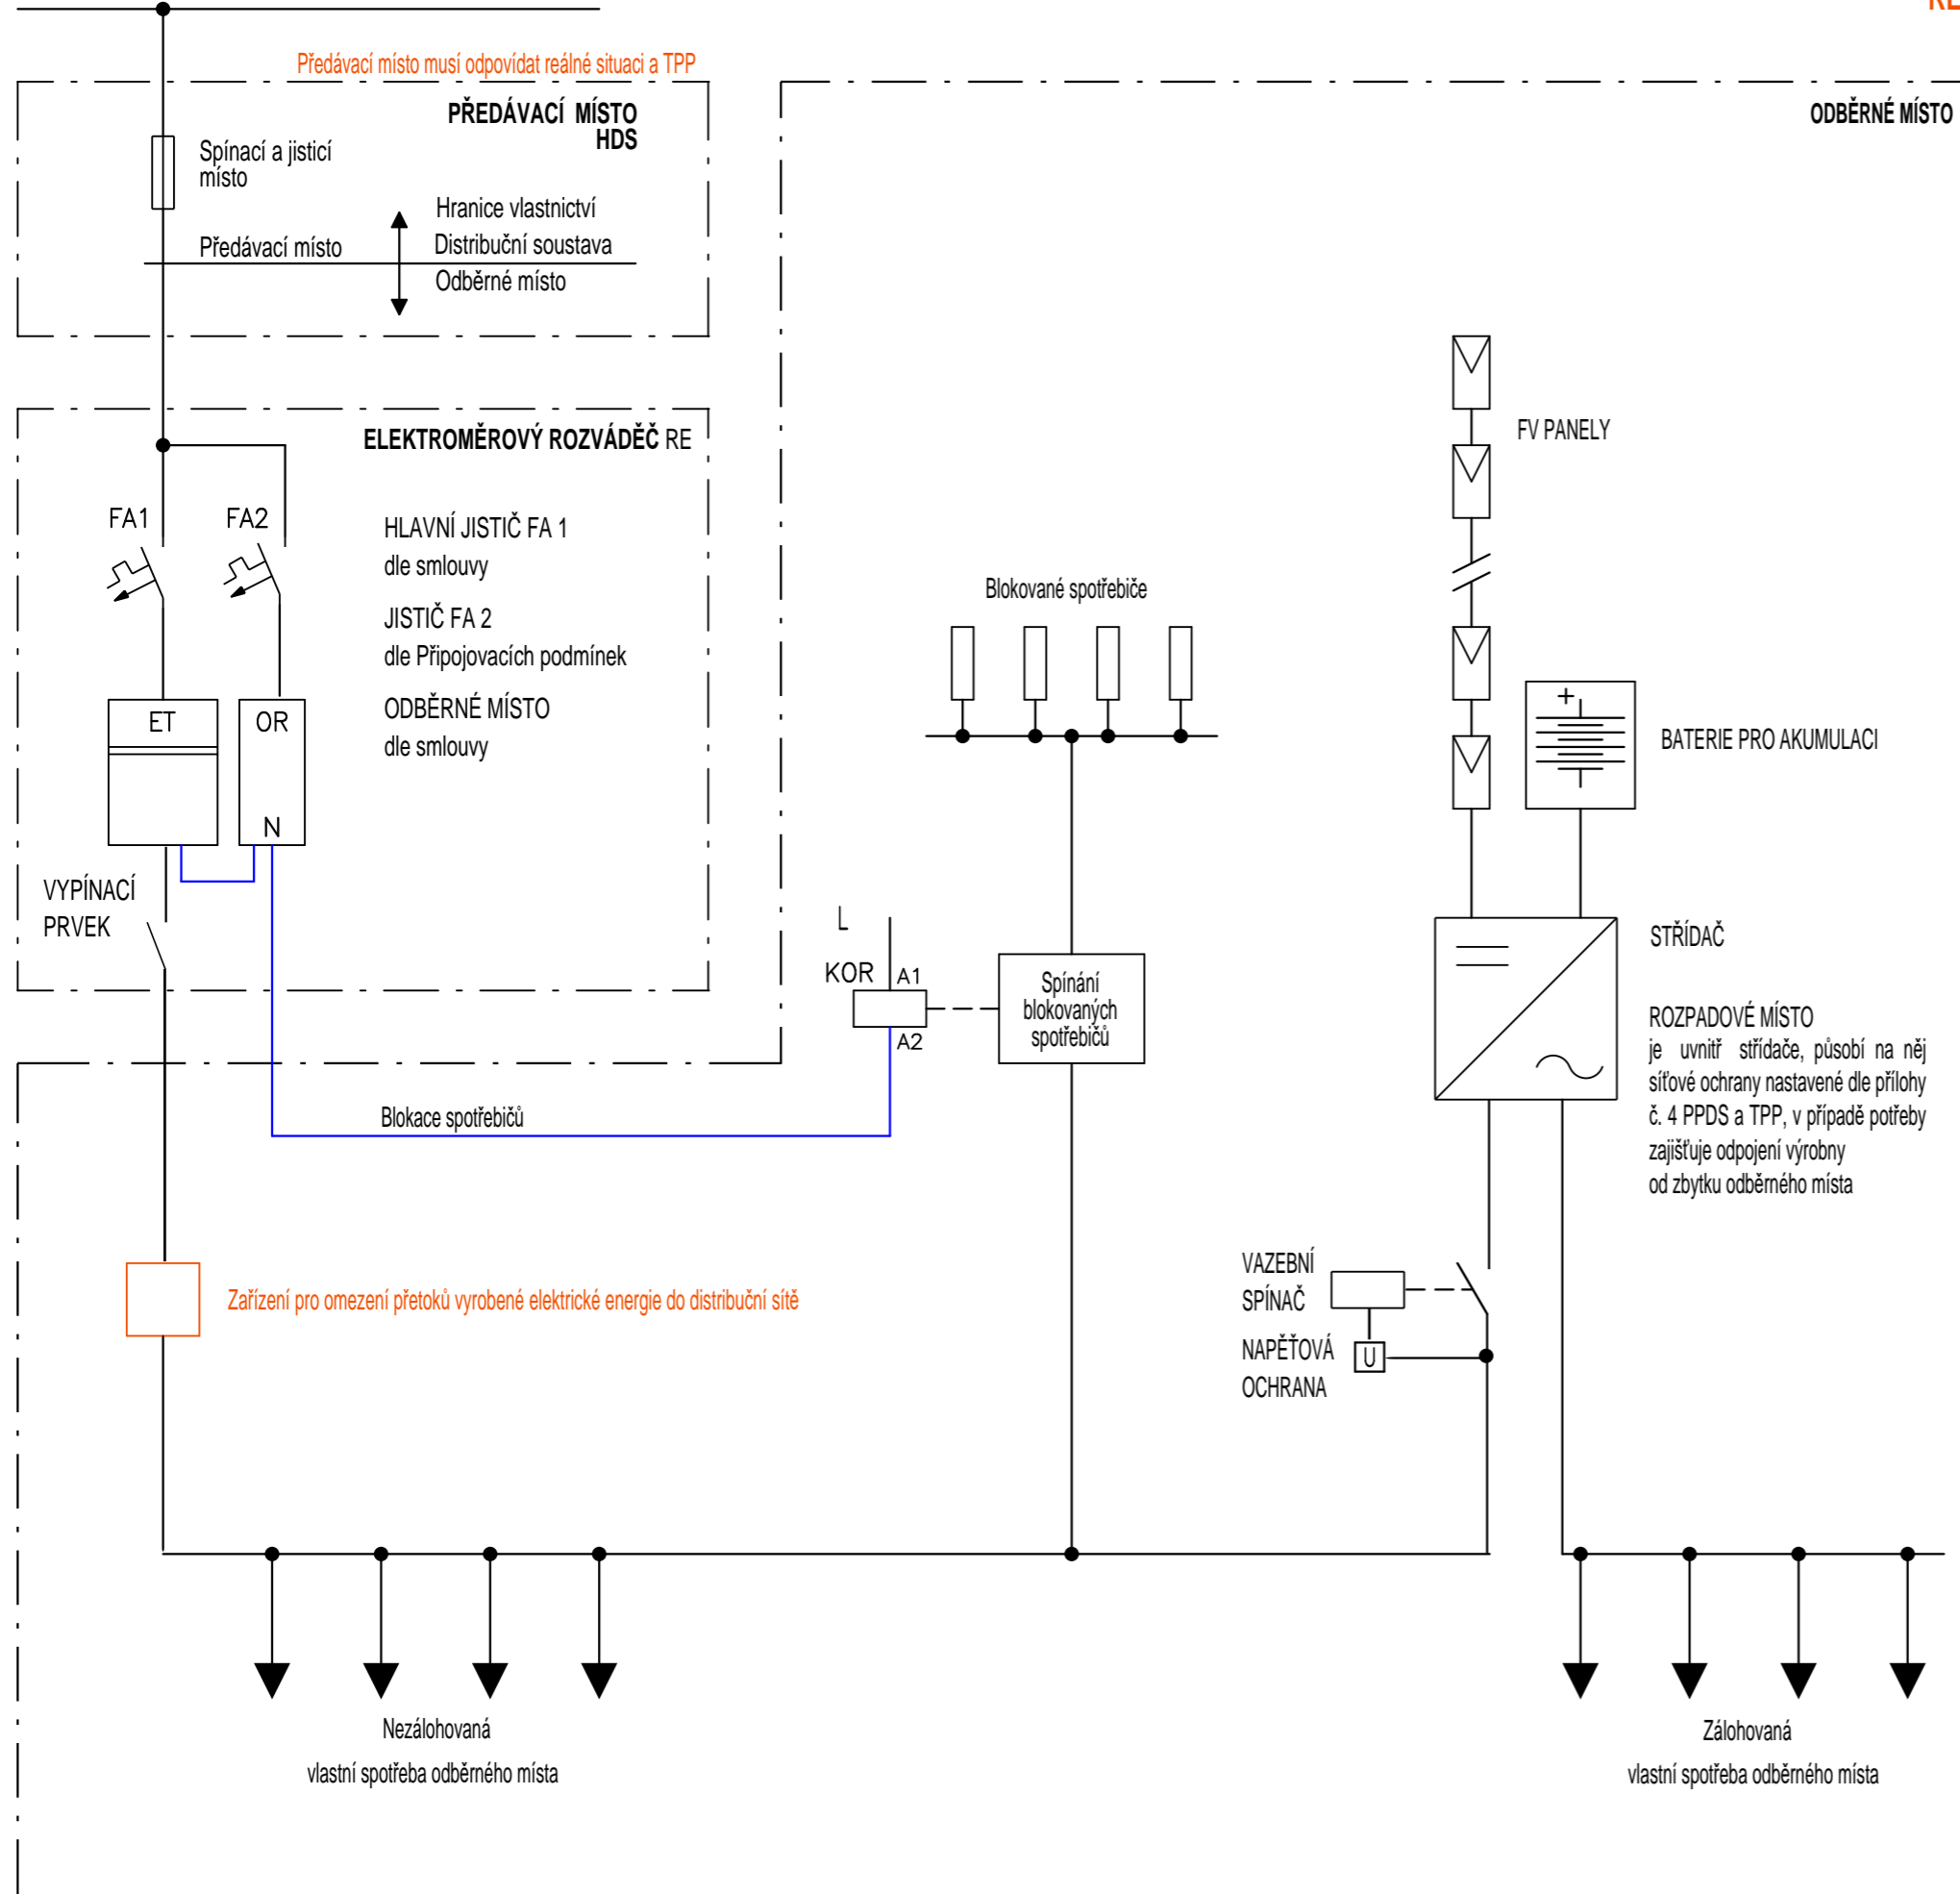 Předávací místo musí odpovídat reálné situaci a TPP
PŘEDÁVACÍ MÍSTO
HDS
Spínací a jisticí
místo
Hranice vlastnictví
Předávací místo
Distribuční soustava
Odběrné místo
ODBĚRNÉ MÍSTO
ELEKTROMĚROVÝ ROZVÁDĚČ RE
FA1
FA2
HLAVNÍ JISTIČ FA 1
dle smlouvy
JISTIČ FA 2
dle Připojovacích podmínek
ODBĚRNÉ MÍSTO
dle smlouvy
ET
OR
N
VYPÍNACÍ
PRVEK
Blokace spotřebičů
Zařízení pro omezení přetoků vyrobené elektrické energie do distribuční sítě
Blokované spotřebiče
L
KOR
A1
A2
Spínání
blokovaných
spotřebičů
FV PANELY
+
BATERIE PRO AKUMULACI
STŘÍDAČ
ROZPADOVÉ MÍSTO
je uvnitř střídače, působí na něj
síťové ochrany nastavené dle přílohy
č. 4 PPDS a TPP, v případě potřeby
zajišťuje odpojení výrobny
od zbytku odběrného místa
VAZEBNÍ
SPÍNAČ
NAPĚŤOVÁ
OCHRANA
U
Nezálohovaná
vlastní spotřeba odběrného místa
Zálohovaná
vlastní spotřeba odběrného místa